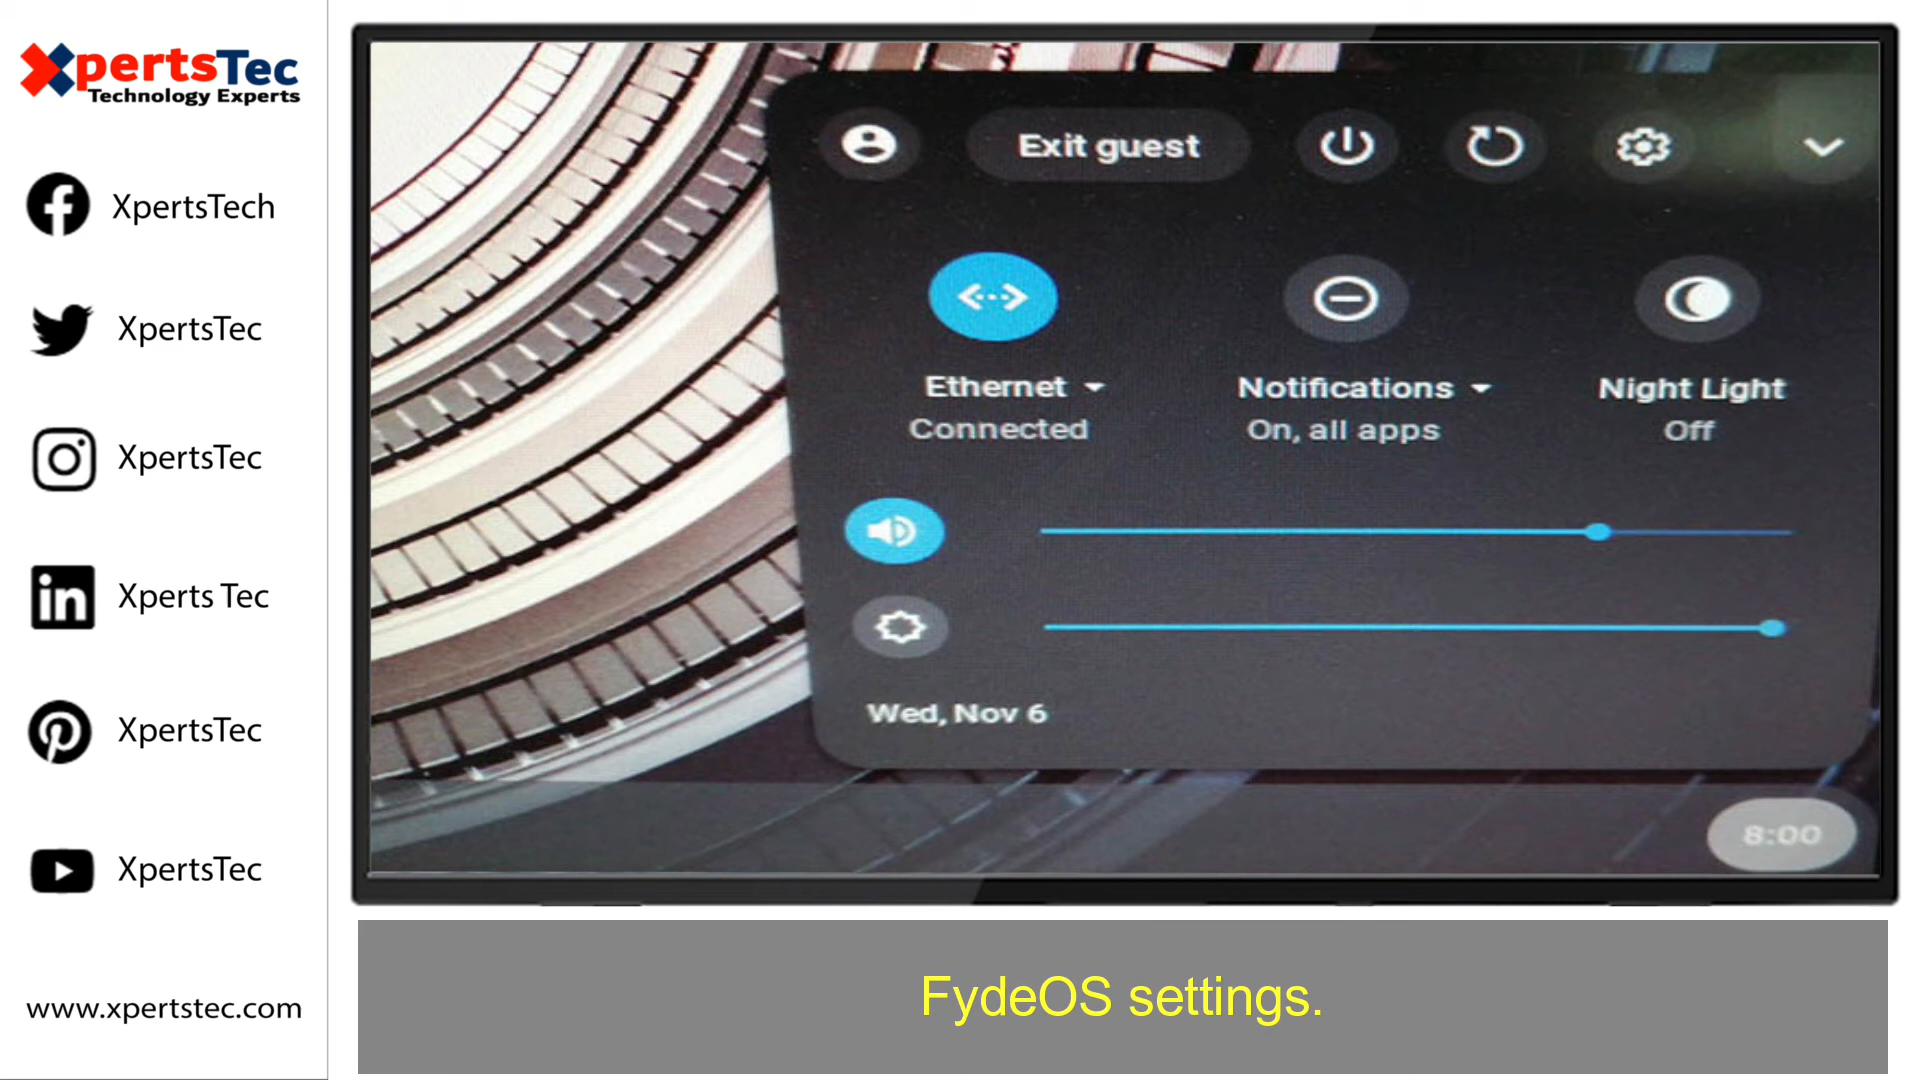 XpertsTec
Technology Experts
XpertsTech
XpertsTec
XpertsTec
in Xperts Tec
XpertsTec
XpertsTec
www.xpertstec.com
Exit guest
Ethernet
Connected
Notifications
On, all apps
Night Light
Off
Wed, Nov 6
8:00
FydeOS settings.